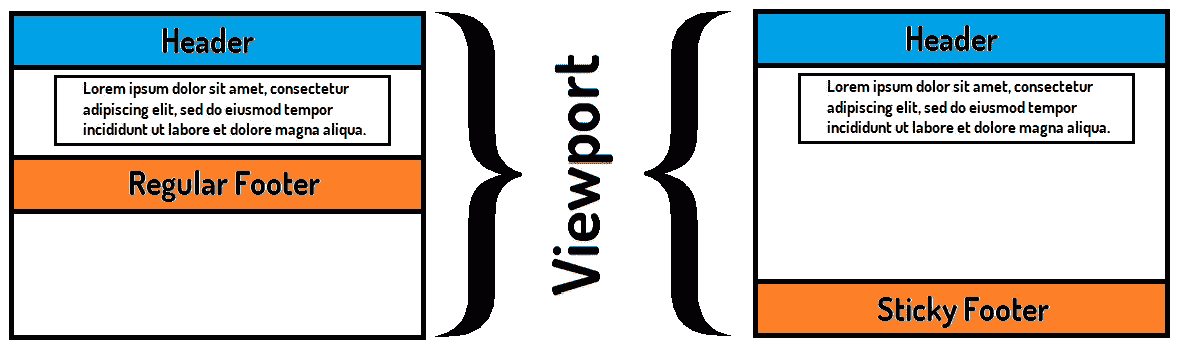 Header
Lorem ipsum dolor sit amet, consectetur
adipiscing elit, sed do eiusmod tempor
incididunt ut labore et dolore magna aliqua.
Regular Footer
Viewport
Header
Lorem ipsum dolor sit amet, consectetur
adipiscing elit, sed do eiusmod tempor
incididunt ut labore et dolore magna aliqua.
Sticky Footer